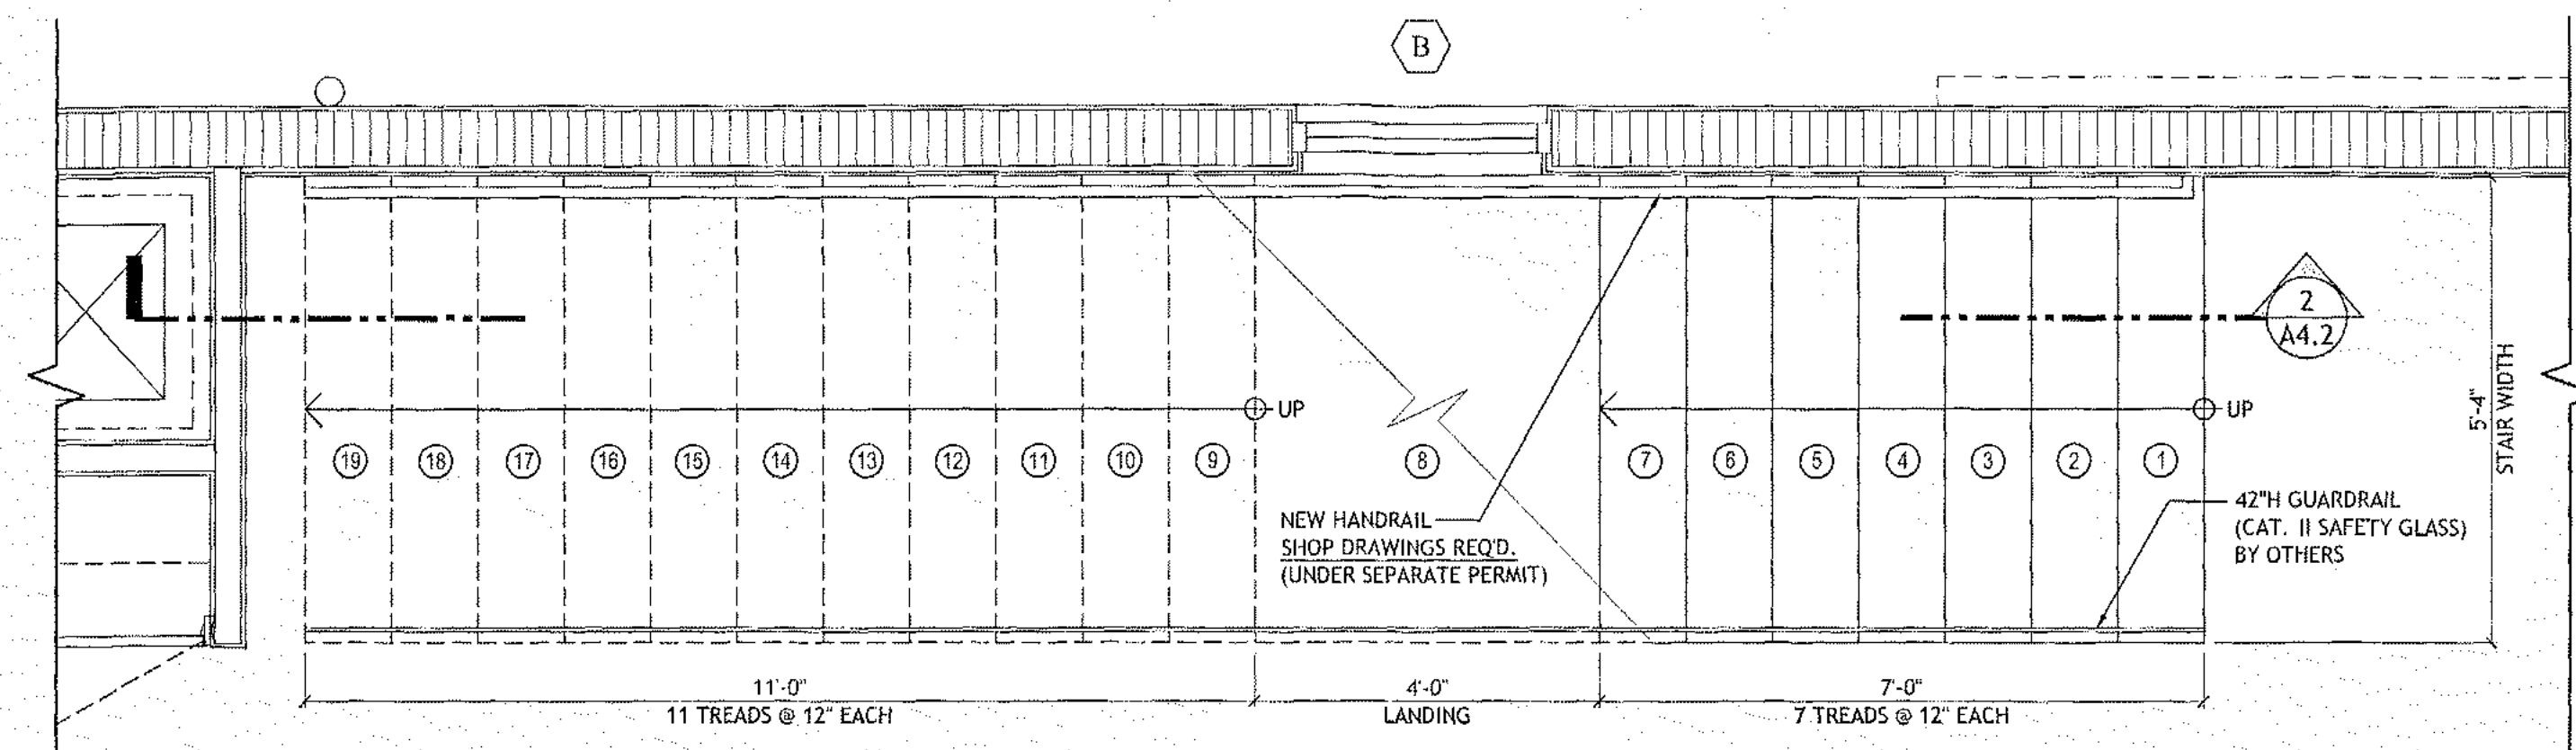 B
2
A4.2
UP
UP
19 18 17 16 15 14 13 12 11 10 9 8 7 6 5 4 3 2 1
5'-4"
STAIR WIDTH
NEW HANDRAIL
SHOP DRAWINGS REQ'D.
(UNDER SEPARATE PERMIT)
42"H GUARDRAIL
(CAT. II SAFETY GLASS)
BY OTHERS
11'-0"
11 TREADS @ 12" EACH
4'-0"
LANDING
7'-0"
7 TREADS @ 12" EACH